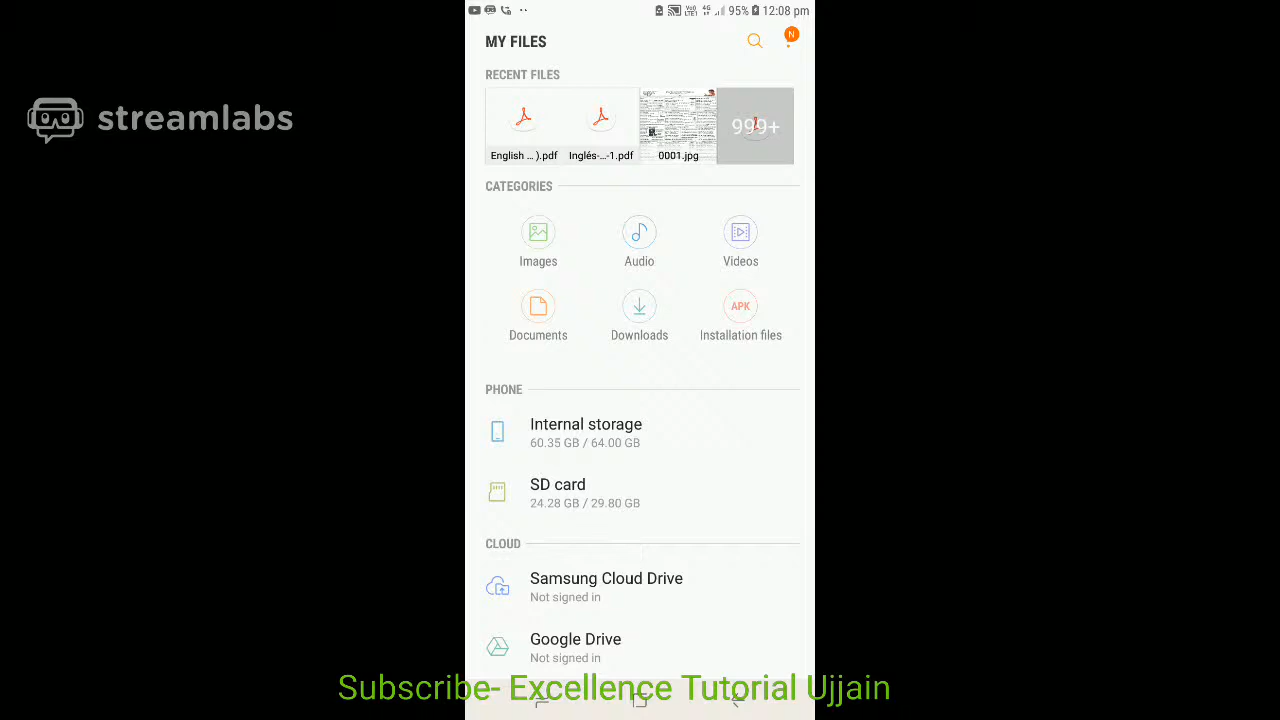 VoD LTE1 4G 95% 12:08 pm
MY FILES
N
RECENT FILES
999+
English ... ).pdf Inglés-...-1.pdf 0001.jpg
CATEGORIES
Images Audio Videos
APK
Documents Downloads Installation files
PHONE
Internal storage
60.35 GB / 64.00 GB
SD card
24.28 GB / 29.80 GB
CLOUD
Samsung Cloud Drive
Not signed in
Google Drive
Not signed in
streamlabs
Subscribe- Excellence Tutorial Ujjain